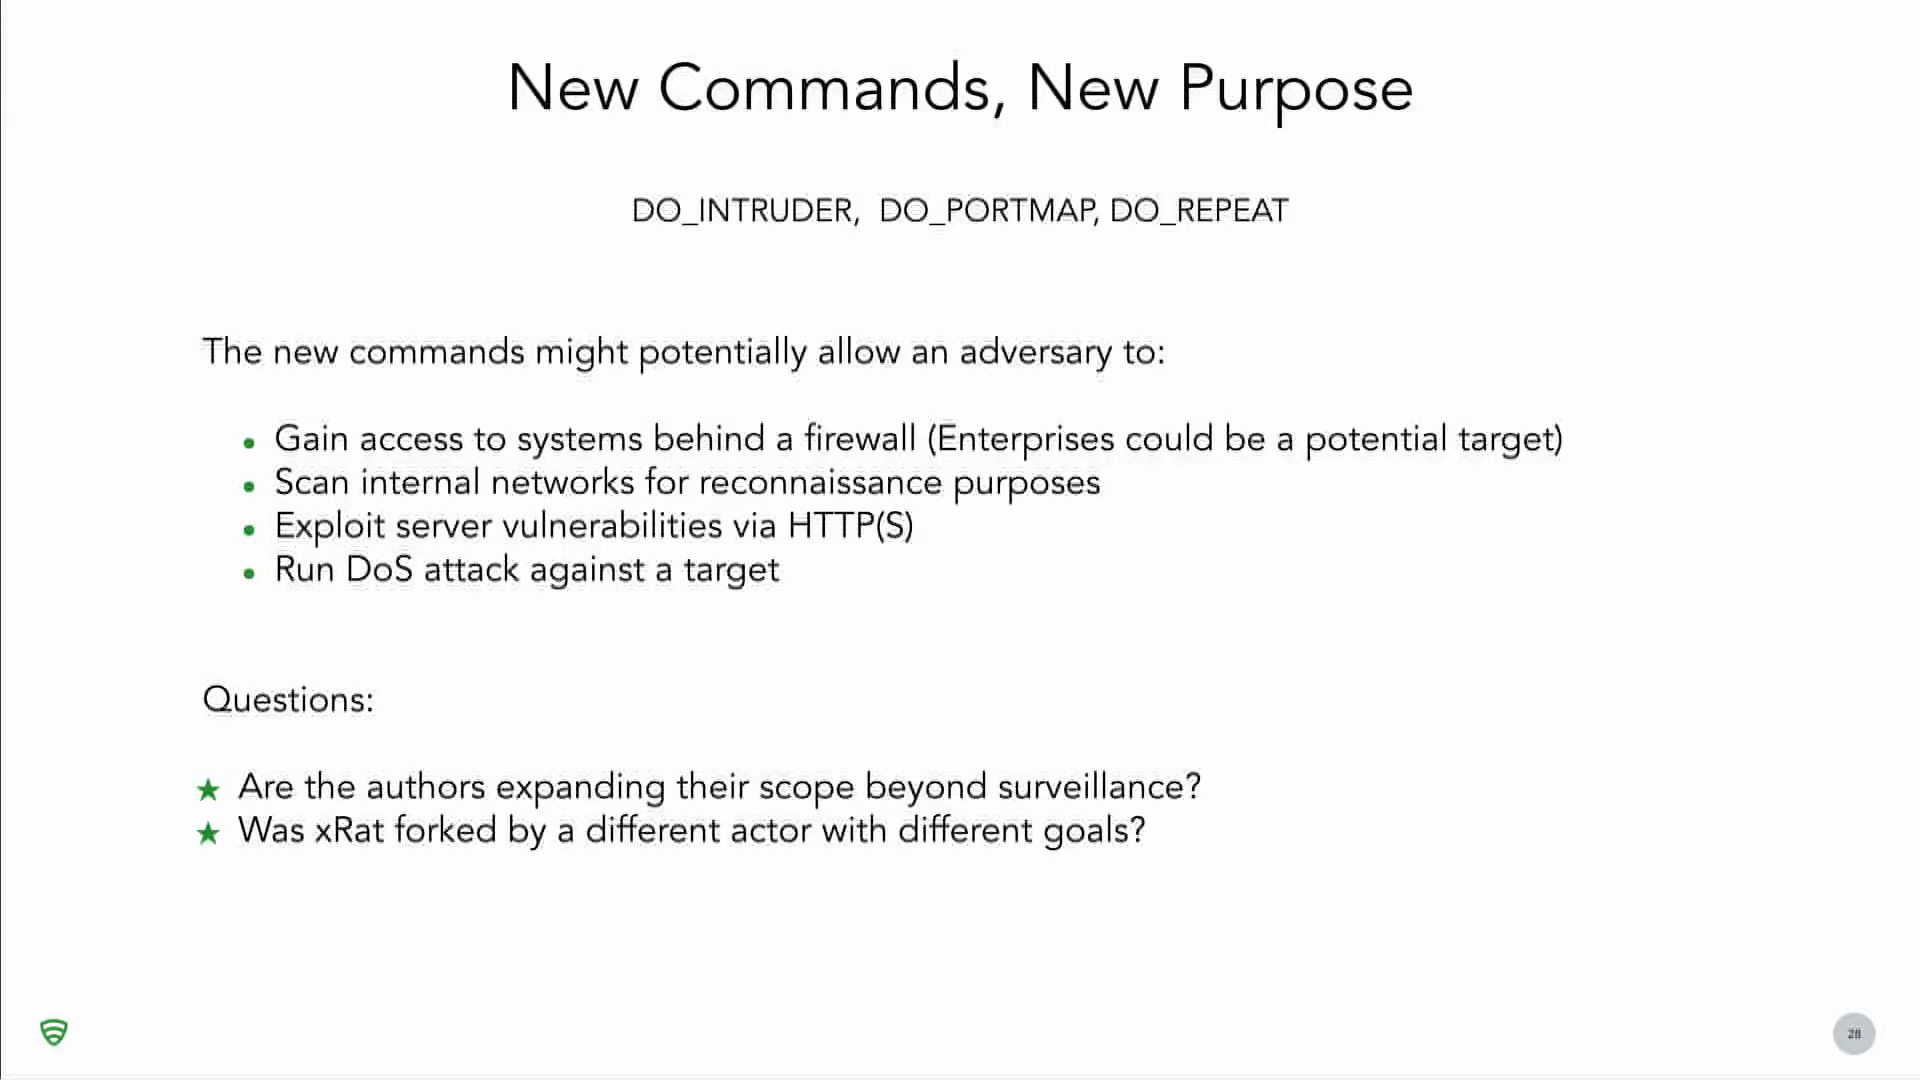 New Commands, New Purpose
DO_INTRUDER, DO_PORTMAP, DO_REPEAT
The new commands might potentially allow an adversary to:
• Gain access to systems behind a firewall (Enterprises could be a potential target)
• Scan internal networks for reconnaissance purposes
• Exploit server vulnerabilities via HTTP(S)
• Run DoS attack against a target
Questions:
★ Are the authors expanding their scope beyond surveillance?
★ Was xRat forked by a different actor with different goals?
28